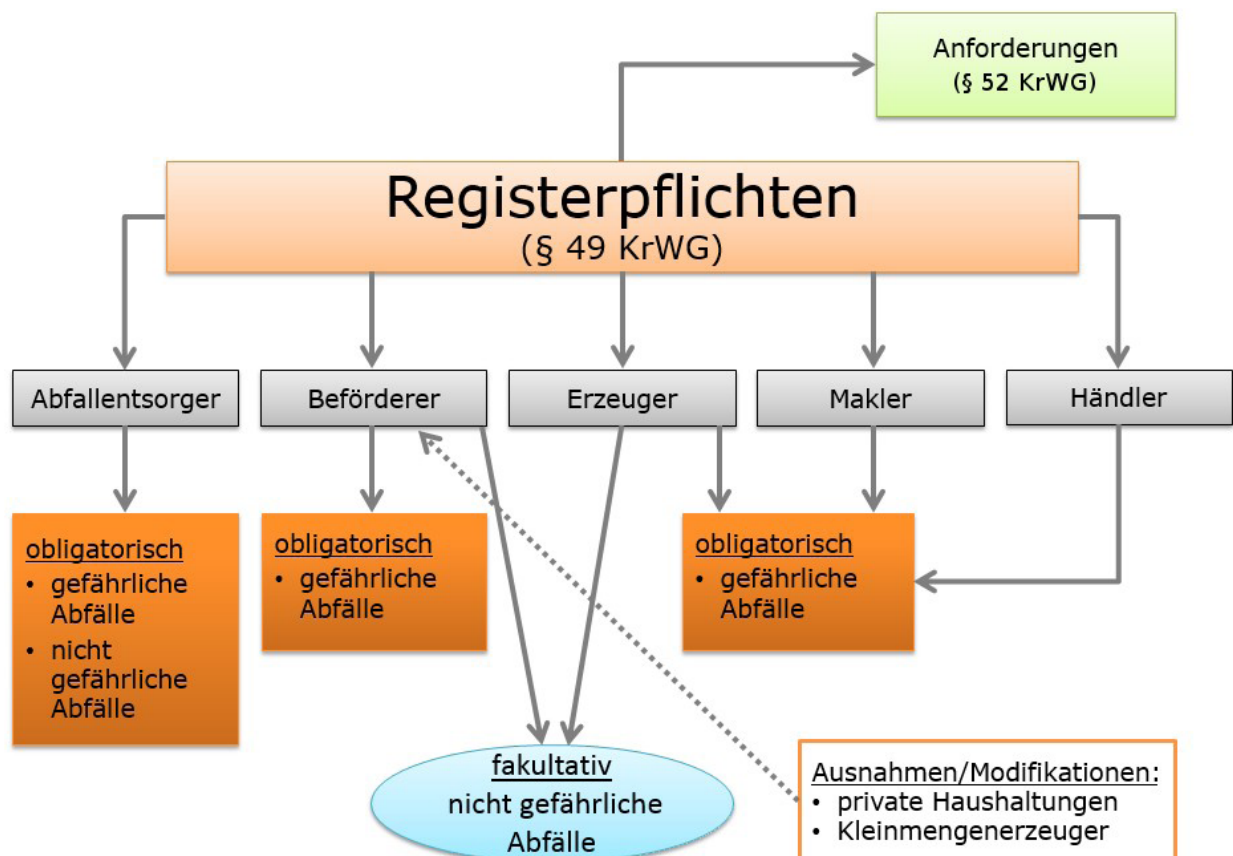 Anforderungen
(§ 52 KrWG)
Registerpflichten
(§ 49 KrWG)
Abfallentsorger
Beförderer
Erzeuger
Makler
Händler
obligatorisch
• gefährliche
Abfälle
• nicht
gefährliche
Abfälle
obligatorisch
• gefährliche
Abfälle
obligatorisch
• gefährliche
Abfälle
fakultativ
nicht gefährliche
Abfälle
Ausnahmen/Modifikationen:
• private Haushaltungen
• Kleinmengenerzeuger